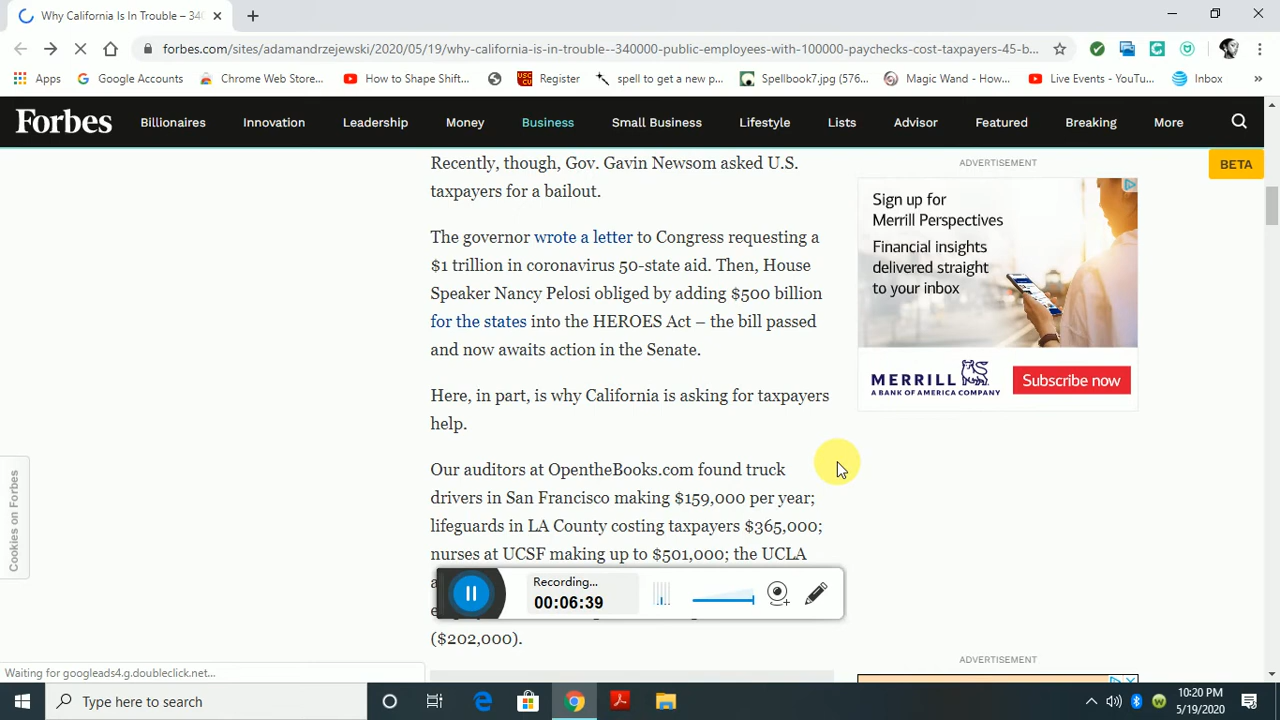 Why California Is In Trouble – 340
forbes.com/sites/adamandrzejewski/2020/05/19/why-california-is-in-trouble--340000-public-employees-with-100000-paychecks-cost-taxpayers-45-b...
Apps Google Accounts Chrome Web Store... How to Shape Shift... Register spell to get a new p... Spellbook7.jpg (576... Magic Wand - How... Live Events - YouTu... Inbox »
Forbes Billionaires Innovation Leadership Money Business Small Business Lifestyle Lists Advisor Featured Breaking More
BETA
Recently, though, Gov. Gavin Newsom asked U.S.
taxpayers for a bailout.
The governor wrote a letter to Congress requesting a
$1 trillion in coronavirus 50-state aid. Then, House
Speaker Nancy Pelosi obliged by adding $500 billion
for the states into the HEROES Act – the bill passed
and now awaits action in the Senate.
Here, in part, is why California is asking for taxpayers
help.
Our auditors at OpentheBooks.com found truck
drivers in San Francisco making $159,000 per year;
lifeguards in LA County costing taxpayers $365,000;
nurses at UCSF making up to $501,000; the UCLA
($202,000).
ADVERTISEMENT
Sign up for
Merrill Perspectives
Financial insights
delivered straight
to your inbox
MERRILL
A BANK OF AMERICA COMPANY
Subscribe now
ADVERTISEMENT
Cookies on Forbes
Recording...
00:06:39
Waiting for googleads4.g.doubleclick.net...
Type here to search
10:20 PM
5/19/2020